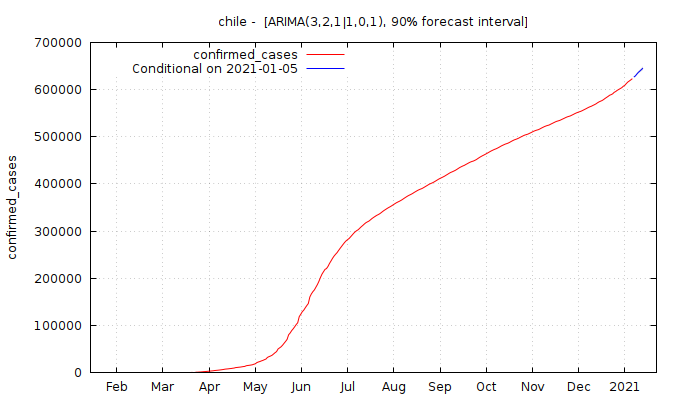 chile -  [ARIMA(3,2,1|1,0,1), 90% forecast interval]
700000
600000
500000
400000
300000
200000
100000
0
confirmed_cases
confirmed_cases
Conditional on 2021-01-05
Feb Mar Apr May Jun Jul Aug Sep Oct Nov Dec 2021